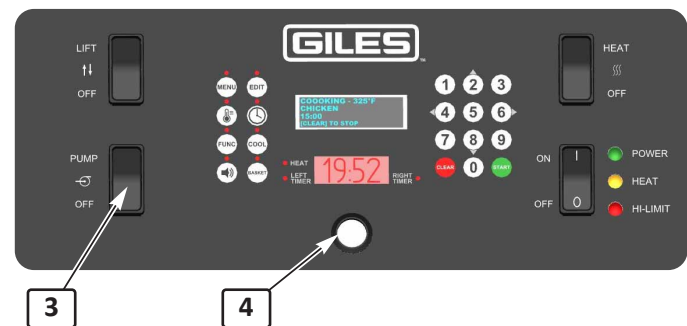 GILES
LIFT
OFF
HEAT
OFF
MENU
EDIT
COOOKING - 325°F
CHICKEN
15:00
[CLEAR] TO STOP
1 2 3
4 5 6
7 8 9
CLEAR 0 START
FUNC
COOL
BASKET
PUMP
OFF
HEAT
LEFT TIMER
19:52
RIGHT TIMER
ON
I
OFF
O
POWER
HEAT
HI-LIMIT
3
4